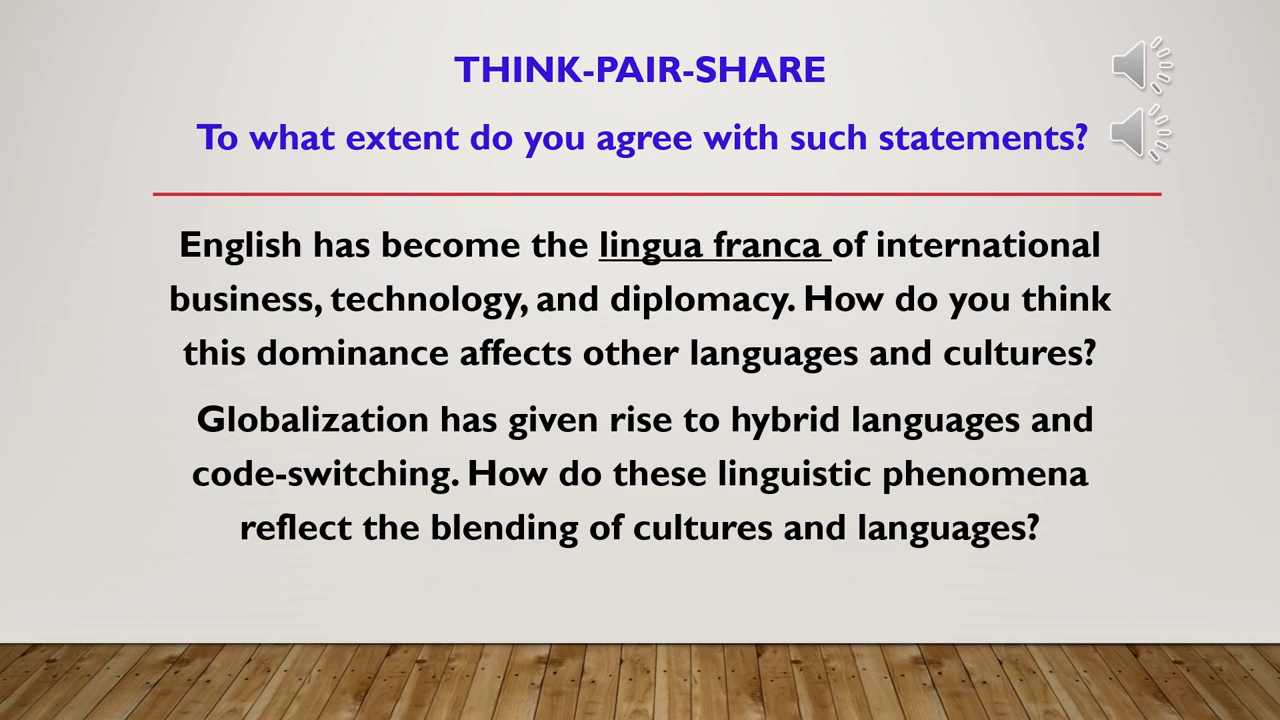 THINK-PAIR-SHARE
To what extent do you agree with such statements?
English has become the lingua franca of international
business, technology, and diplomacy. How do you think
this dominance affects other languages and cultures?
Globalization has given rise to hybrid languages and
code-switching. How do these linguistic phenomena
reflect the blending of cultures and languages?